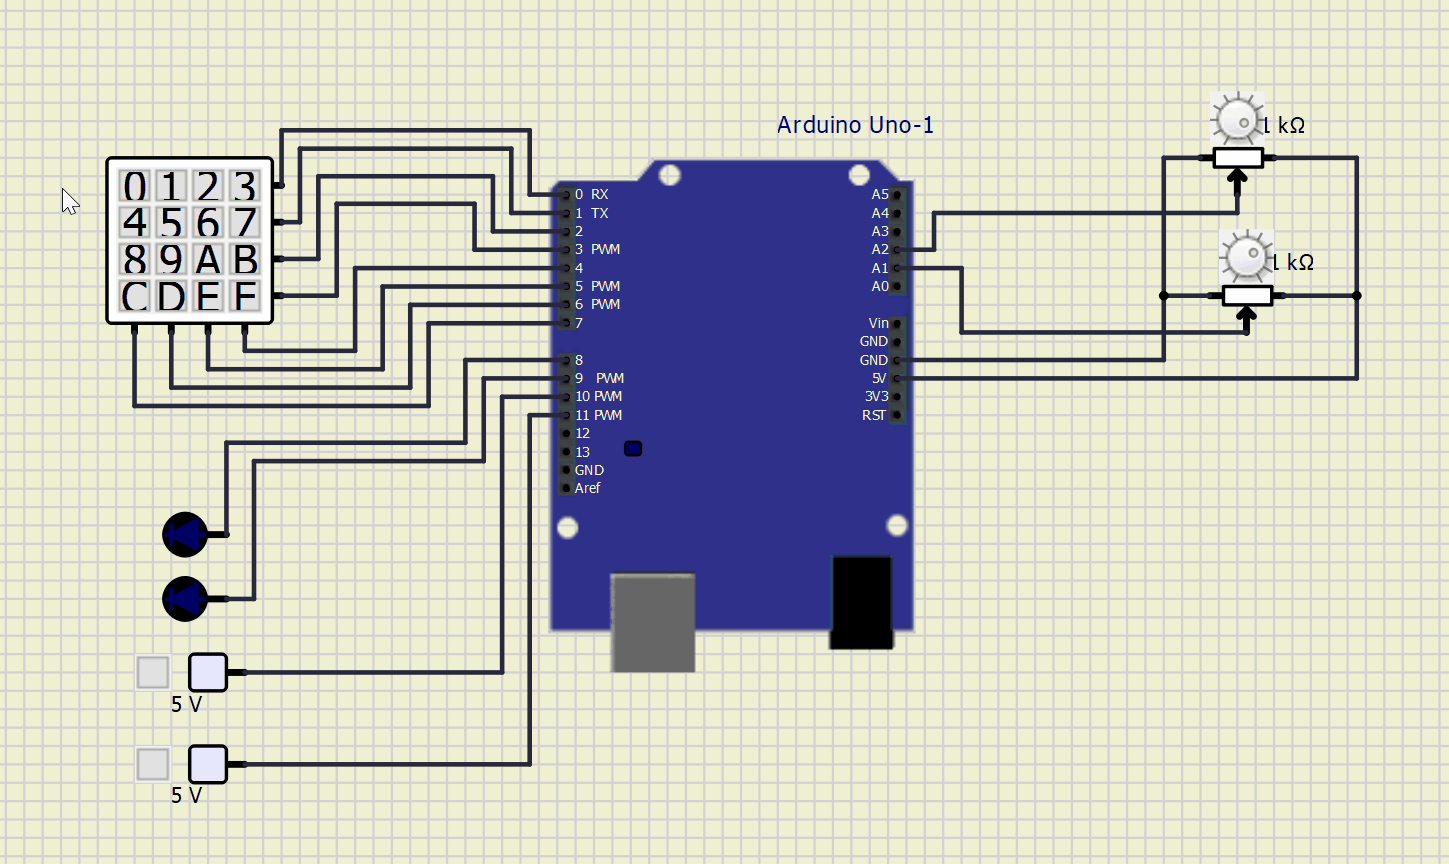 Arduino Uno-1
1 kΩ
0 1 2 3
4 5 6 7
8 9 A B
C D E F
0 RX
1 TX
2
3 PWM
4
5 PWM
6 PWM
7
8
9 PWM
10 PWM
11 PWM
12
13
GND
Aref
A5
A4
A3
A2
A1
A0
Vin
GND
GND
5V
3V3
RST
1 kΩ
5 V
5 V